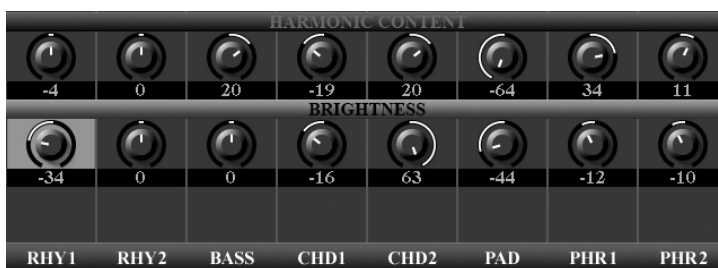 HARMONIC CONTENT
-4 0 20 -19 20 -64 34 11
BRIGHTNESS
-34 0 0 -16 63 -44 -12 -10
RHY1 RHY2 BASS CHD1 CHD2 PAD PHR1 PHR2